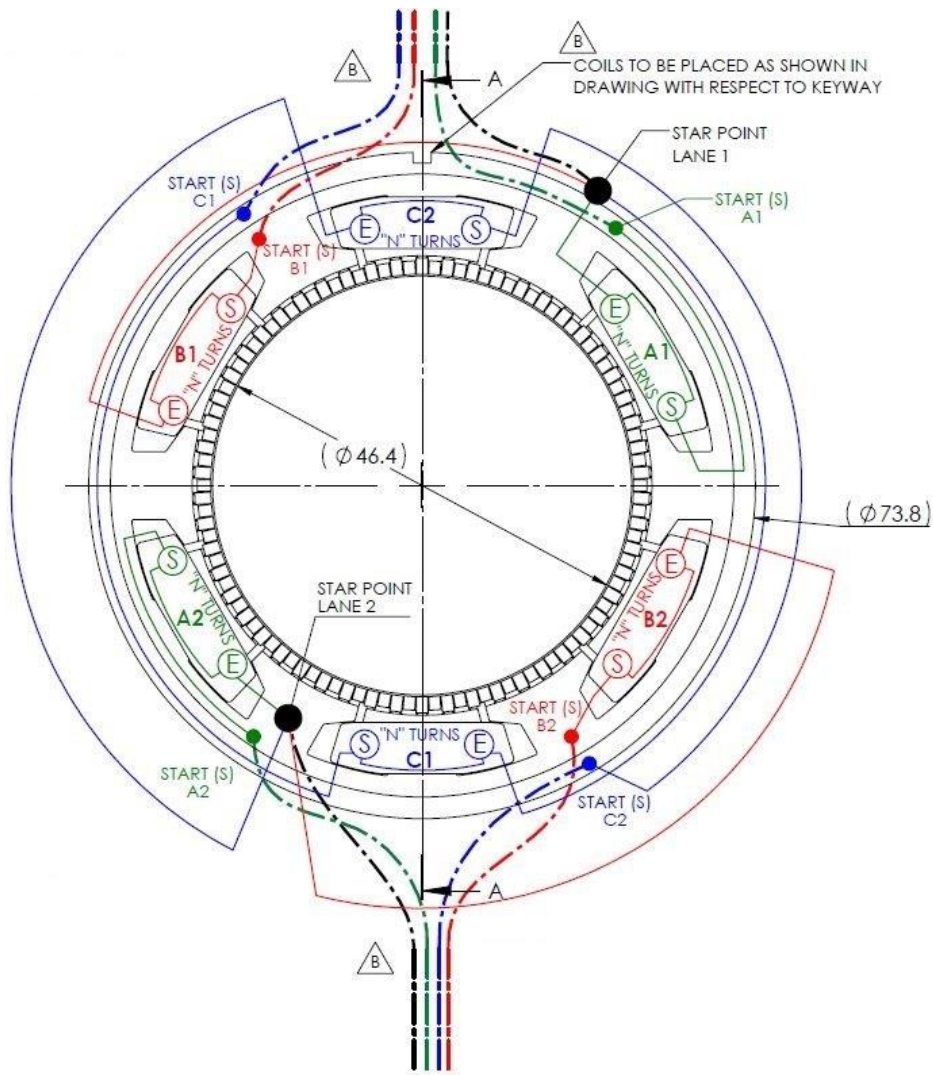 B
B
A
COILS TO BE PLACED AS SHOWN IN
DRAWING WITH RESPECT TO KEYWAY
STAR POINT
LANE 1
START (S)
C1
START (S)
A1
C2
E
"N" TURNS
S
START (S)
B1
S
B1
"N" TURNS
E
E
A1
"N" TURNS
S
( Ø46.4)
( Ø73.8)
S
"N" TURNS
A2
E
STAR POINT
LANE 2
E
"N" TURNS
B2
S
START (S)
B2
S
"N" TURNS
C1
E
START (S)
A2
START (S)
C2
A
B